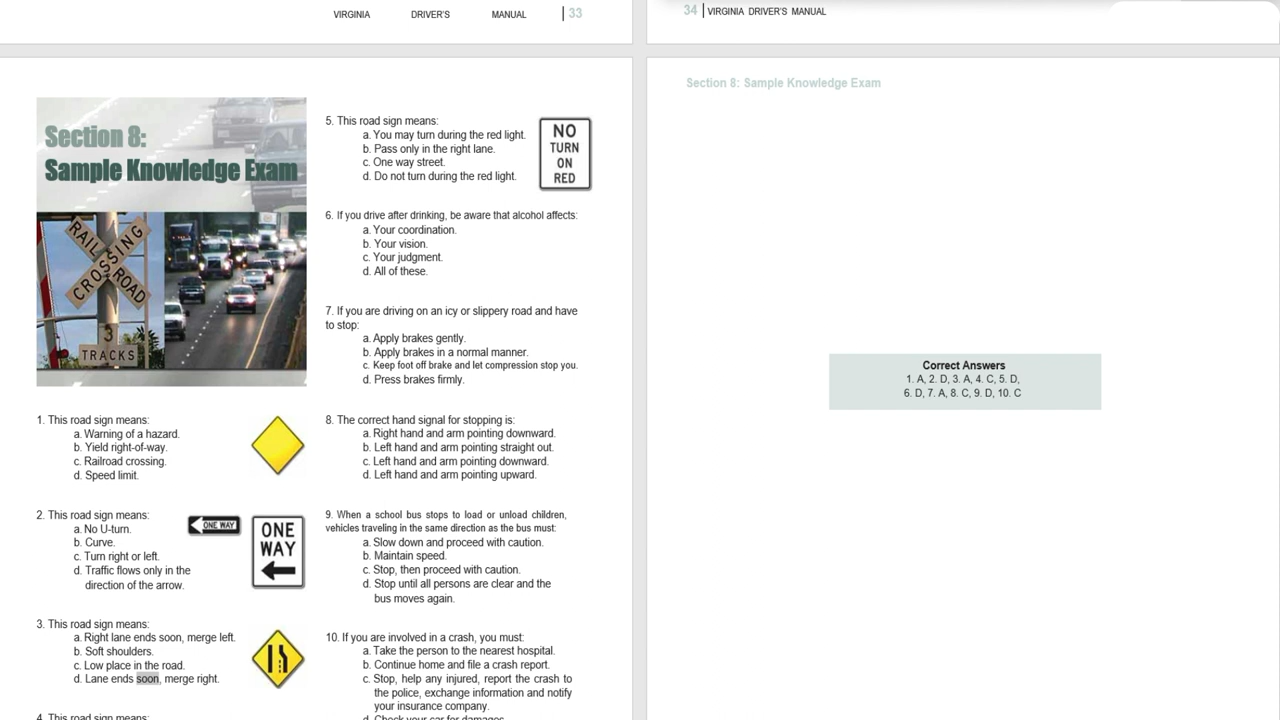 VIRGINIA DRIVER'S MANUAL 33
34 VIRGINIA DRIVER'S MANUAL
Section 8:
Sample Knowledge Exam
RAIL ROAD
CROSSING
3
TRACKS
1. This road sign means:
a. Warning of a hazard.
b. Yield right-of-way.
c. Railroad crossing.
d. Speed limit.
2. This road sign means:
a. No U-turn.
b. Curve.
c. Turn right or left.
d. Traffic flows only in the
direction of the arrow.
ONE WAY
ONE
WAY
3. This road sign means:
a. Right lane ends soon, merge left.
b. Soft shoulders.
c. Low place in the road.
d. Lane ends soon, merge right.
4. This road sign means:
5. This road sign means:
a. You may turn during the red light.
b. Pass only in the right lane.
c. One way street.
d. Do not turn during the red light.
NO
TURN
ON
RED
6. If you drive after drinking, be aware that alcohol affects:
a. Your coordination.
b. Your vision.
c. Your judgment.
d. All of these.
7. If you are driving on an icy or slippery road and have
to stop:
a. Apply brakes gently.
b. Apply brakes in a normal manner.
c. Keep foot off brake and let compression stop you.
d. Press brakes firmly.
8. The correct hand signal for stopping is:
a. Right hand and arm pointing downward.
b. Left hand and arm pointing straight out.
c. Left hand and arm pointing downward.
d. Left hand and arm pointing upward.
9. When a school bus stops to load or unload children,
vehicles traveling in the same direction as the bus must:
a. Slow down and proceed with caution.
b. Maintain speed.
c. Stop, then proceed with caution.
d. Stop until all persons are clear and the
bus moves again.
10. If you are involved in a crash, you must:
a. Take the person to the nearest hospital.
b. Continue home and file a crash report.
c. Stop, help any injured, report the crash to
the police, exchange information and notify
your insurance company.
d. Check your car for damages.
Section 8: Sample Knowledge Exam
Correct Answers
1. A, 2. D, 3. A, 4. C, 5. D,
6. D, 7. A, 8. C, 9. D, 10. C